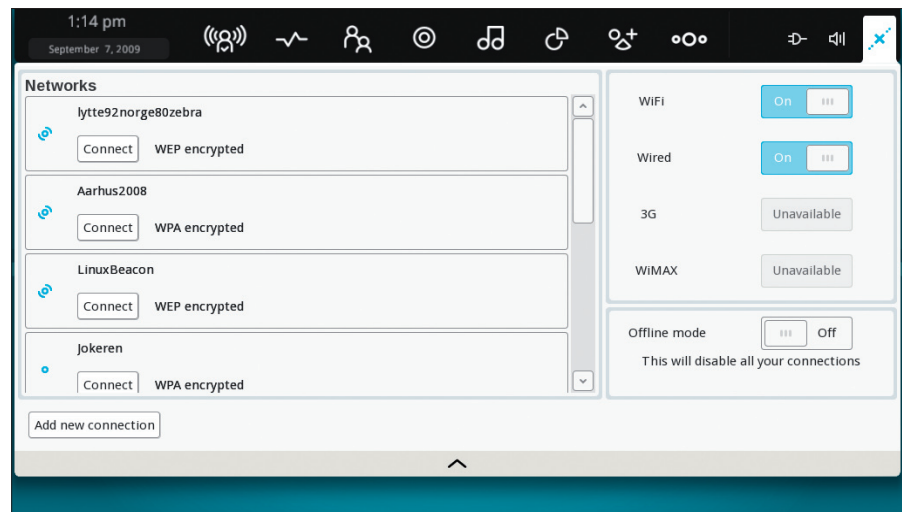 1:14 pm
September 7, 2009
Networks
lytte92norge80zebra
Connect WEP encrypted
Aarhus2008
Connect WPA encrypted
LinuxBeacon
Connect WEP encrypted
Jokeren
Connect WPA encrypted
Add new connection
WiFi On
Wired On
3G Unavailable
WiMAX Unavailable
Offline mode Off
This will disable all your connections